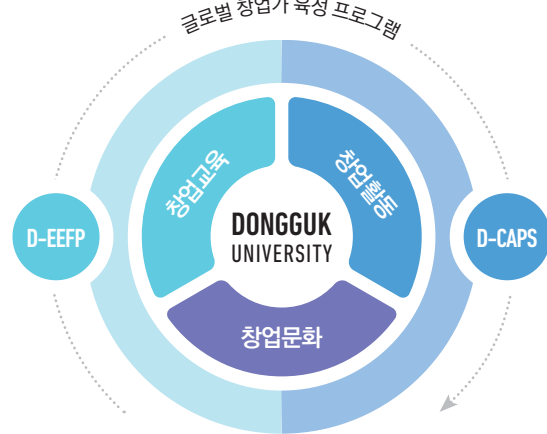 글로벌 창업가 육성 프로그램
창업교육
창업활동
D-EEFP
DONGGUK
UNIVERSITY
D-CAPS
창업문화